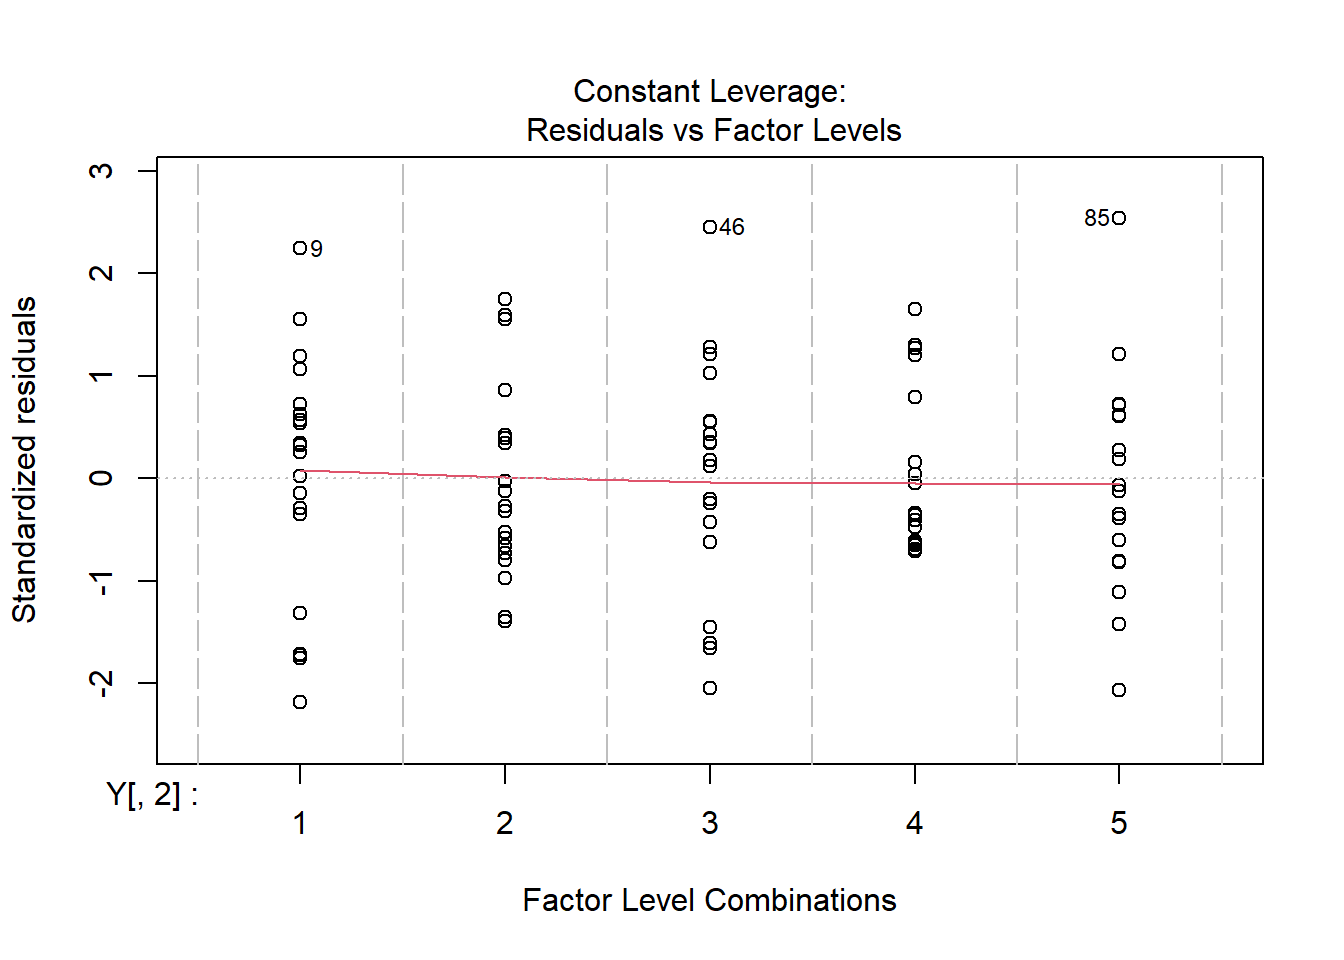 Constant Leverage:
Residuals vs Factor Levels
Standardized residuals
3
2
1
0
-1
-2
9
46
85
Y[, 2] :
1 2 3 4 5
Factor Level Combinations